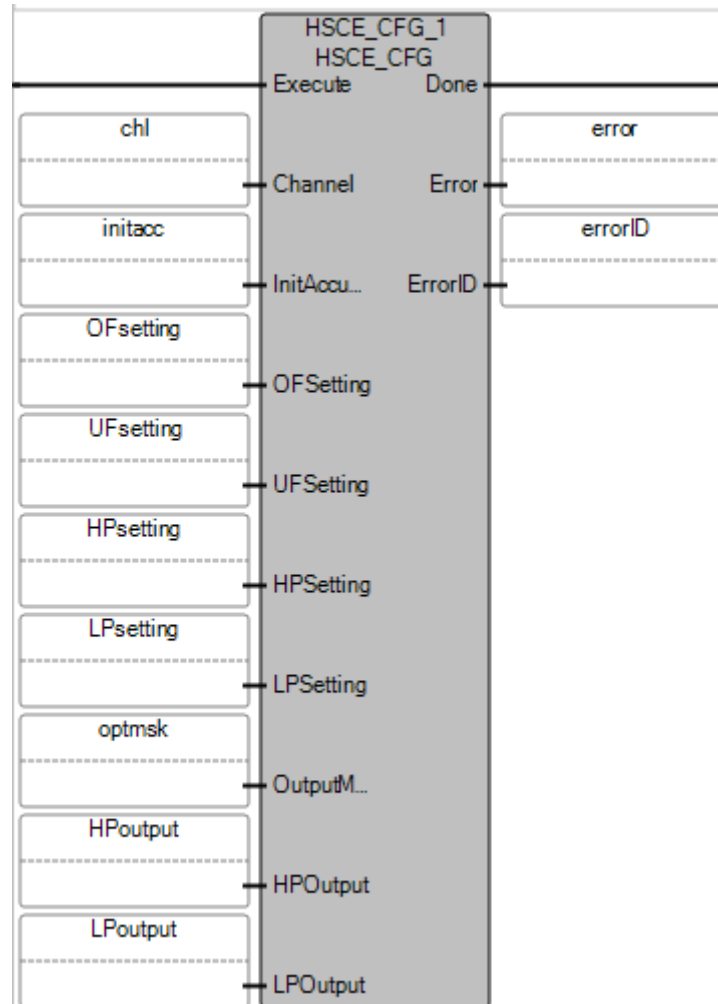 HSCE_CFG_1
HSCE_CFG
Execute Done
chl error
Channel Error
initacc errorID
InitAccu... ErrorID
OFsetting
OFSetting
UFsetting
UFSetting
HPsetting
HPSetting
LPsetting
LPSetting
optmsk
OutputM...
HPoutput
HPOutput
LPoutput
LPOutput